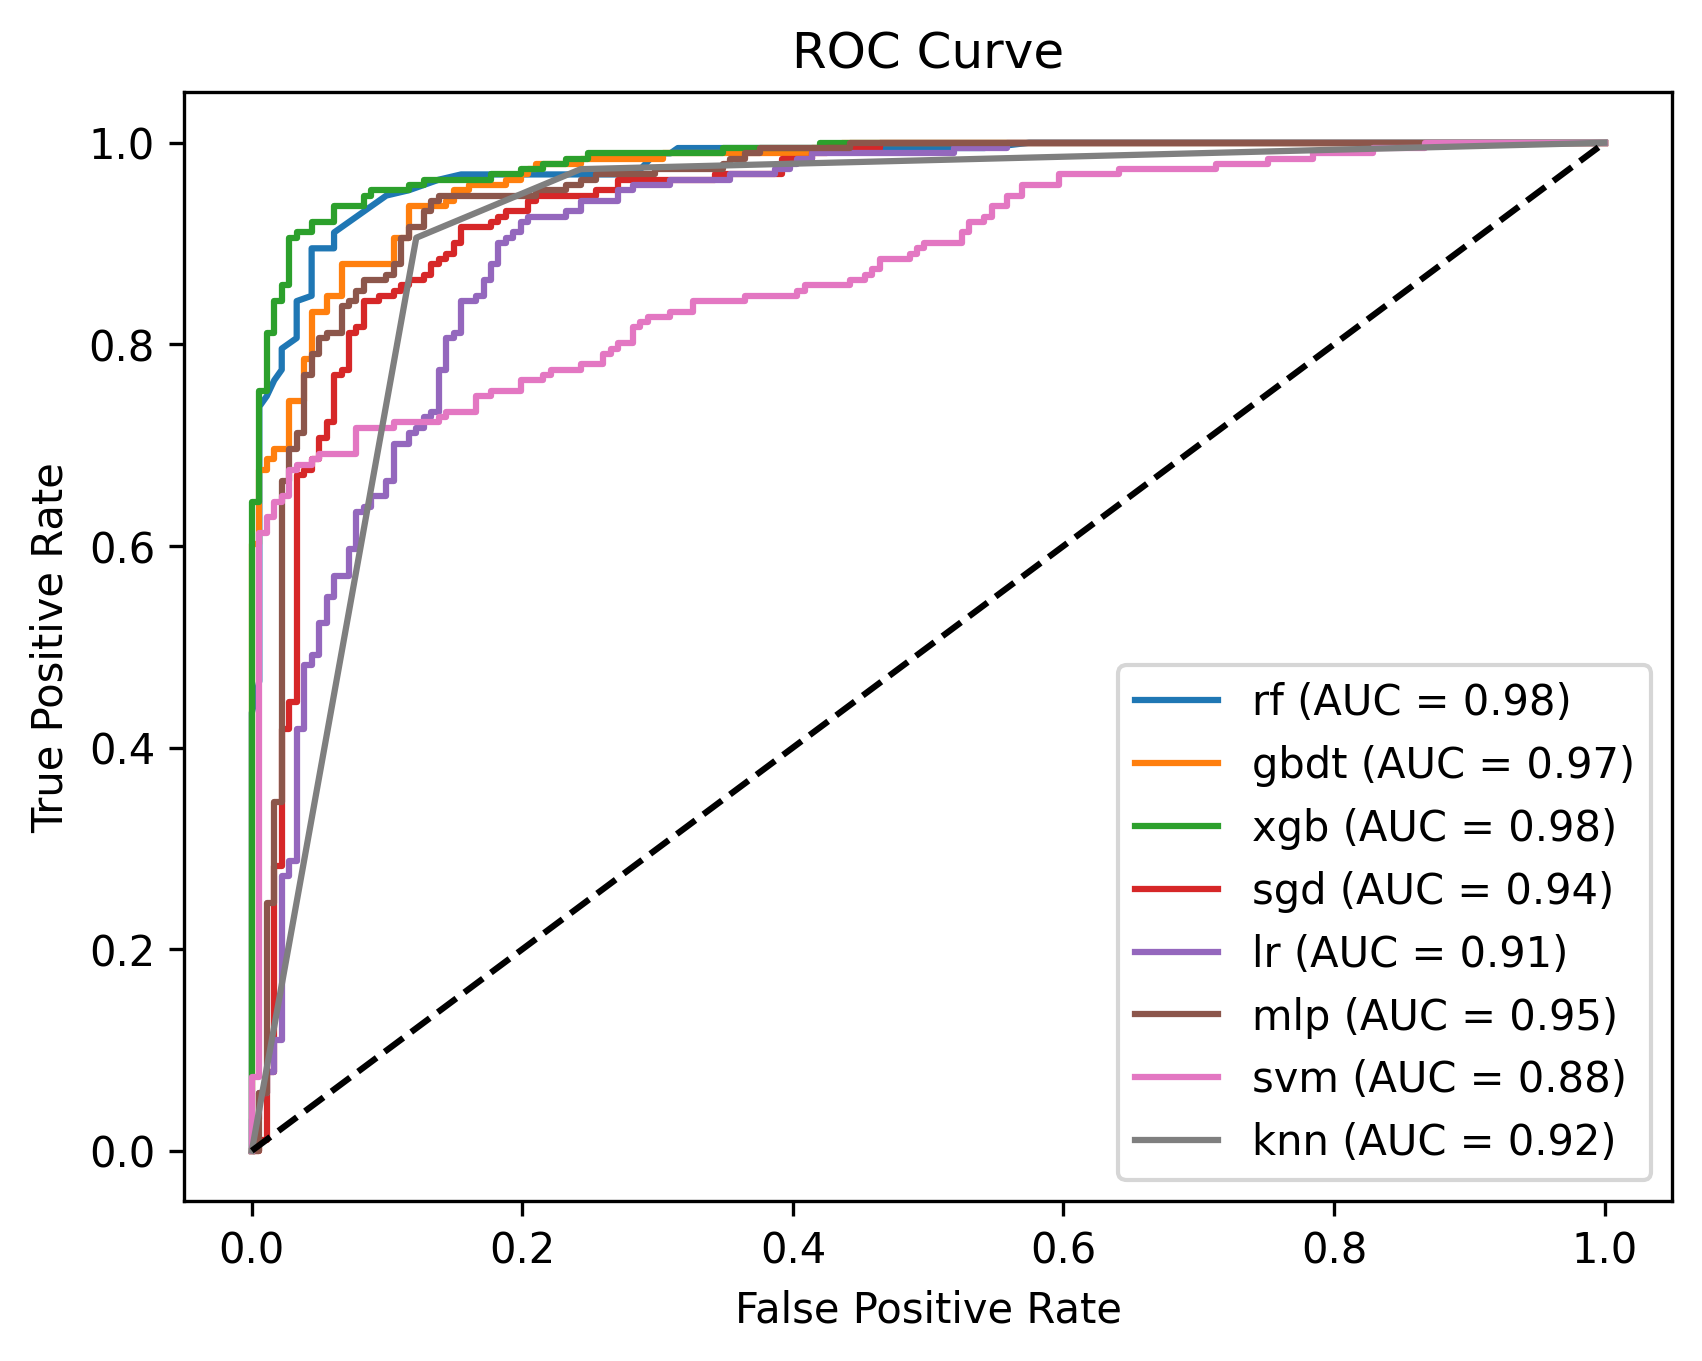 ROC Curve
1.0
0.8
0.6
0.4
0.2
0.0
True Positive Rate
rf (AUC = 0.98)
gbdt (AUC = 0.97)
xgb (AUC = 0.98)
sgd (AUC = 0.94)
lr (AUC = 0.91)
mlp (AUC = 0.95)
svm (AUC = 0.88)
knn (AUC = 0.92)
0.0 0.2 0.4 0.6 0.8 1.0
False Positive Rate